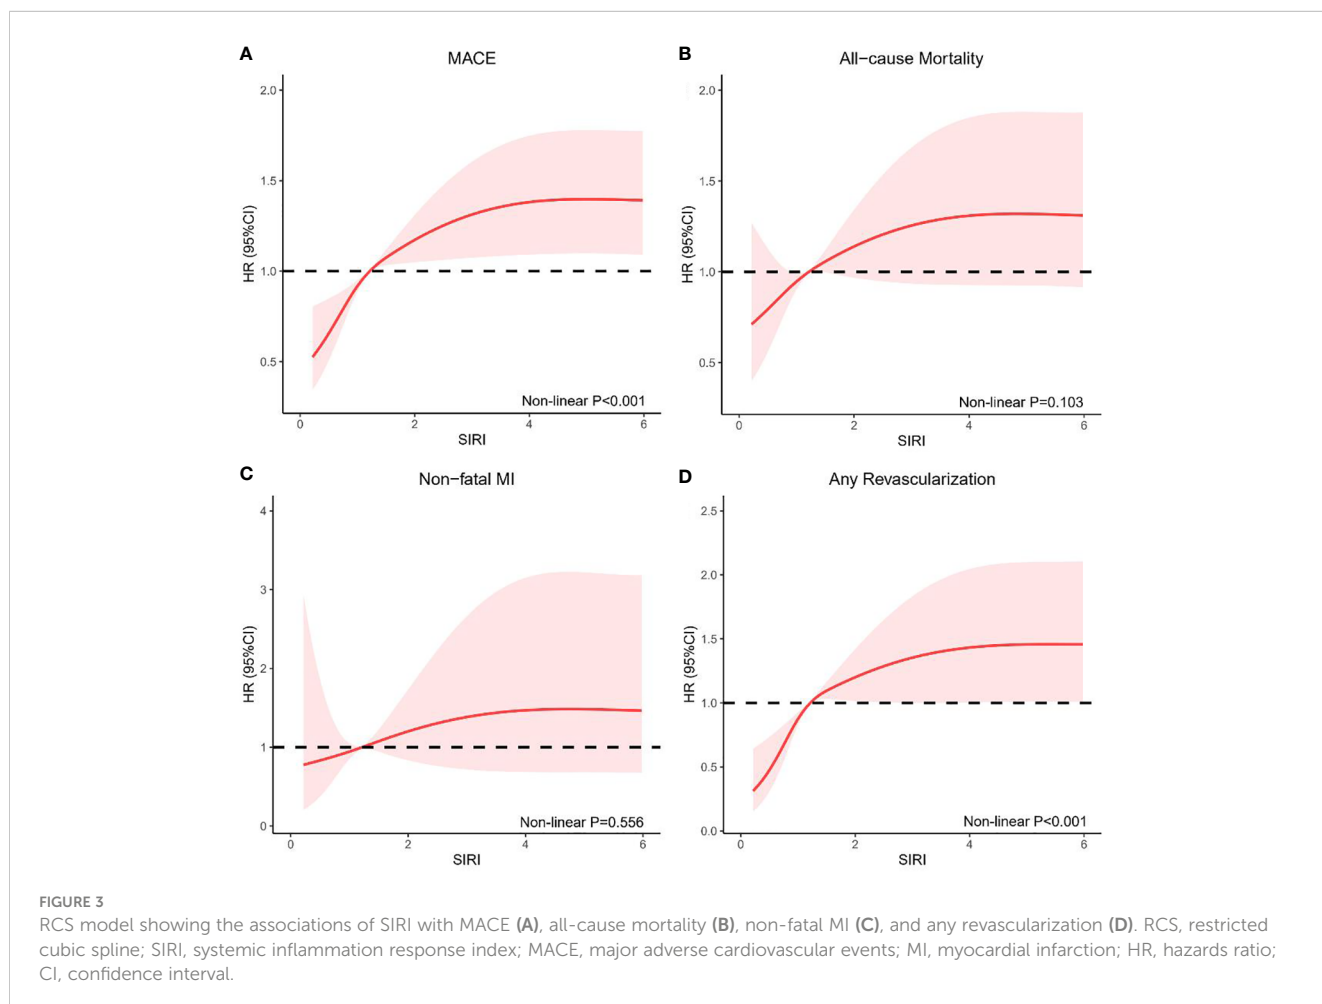 A
MACE
2.0
1.5
1.0
0.5
HR (95%CI)
Non-linear P<0.001
0 2 4 6
SIRI
B
All-cause Mortality
2.0
1.5
1.0
0.5
HR (95%CI)
Non-linear P=0.103
0 2 4 6
SIRI
C
Non-fatal MI
4
3
2
1
0
HR (95%CI)
Non-linear P=0.556
0 2 4 6
SIRI
D
Any Revascularization
2.5
2.0
1.5
1.0
0.5
0.0
HR (95%CI)
Non-linear P<0.001
0 2 4 6
SIRI
FIGURE 3
RCS model showing the associations of SIRI with MACE (A), all-cause mortality (B), non-fatal MI (C), and any revascularization (D). RCS, restricted
cubic spline; SIRI, systemic inflammation response index; MACE, major adverse cardiovascular events; MI, myocardial infarction; HR, hazards ratio;
CI, confidence interval.